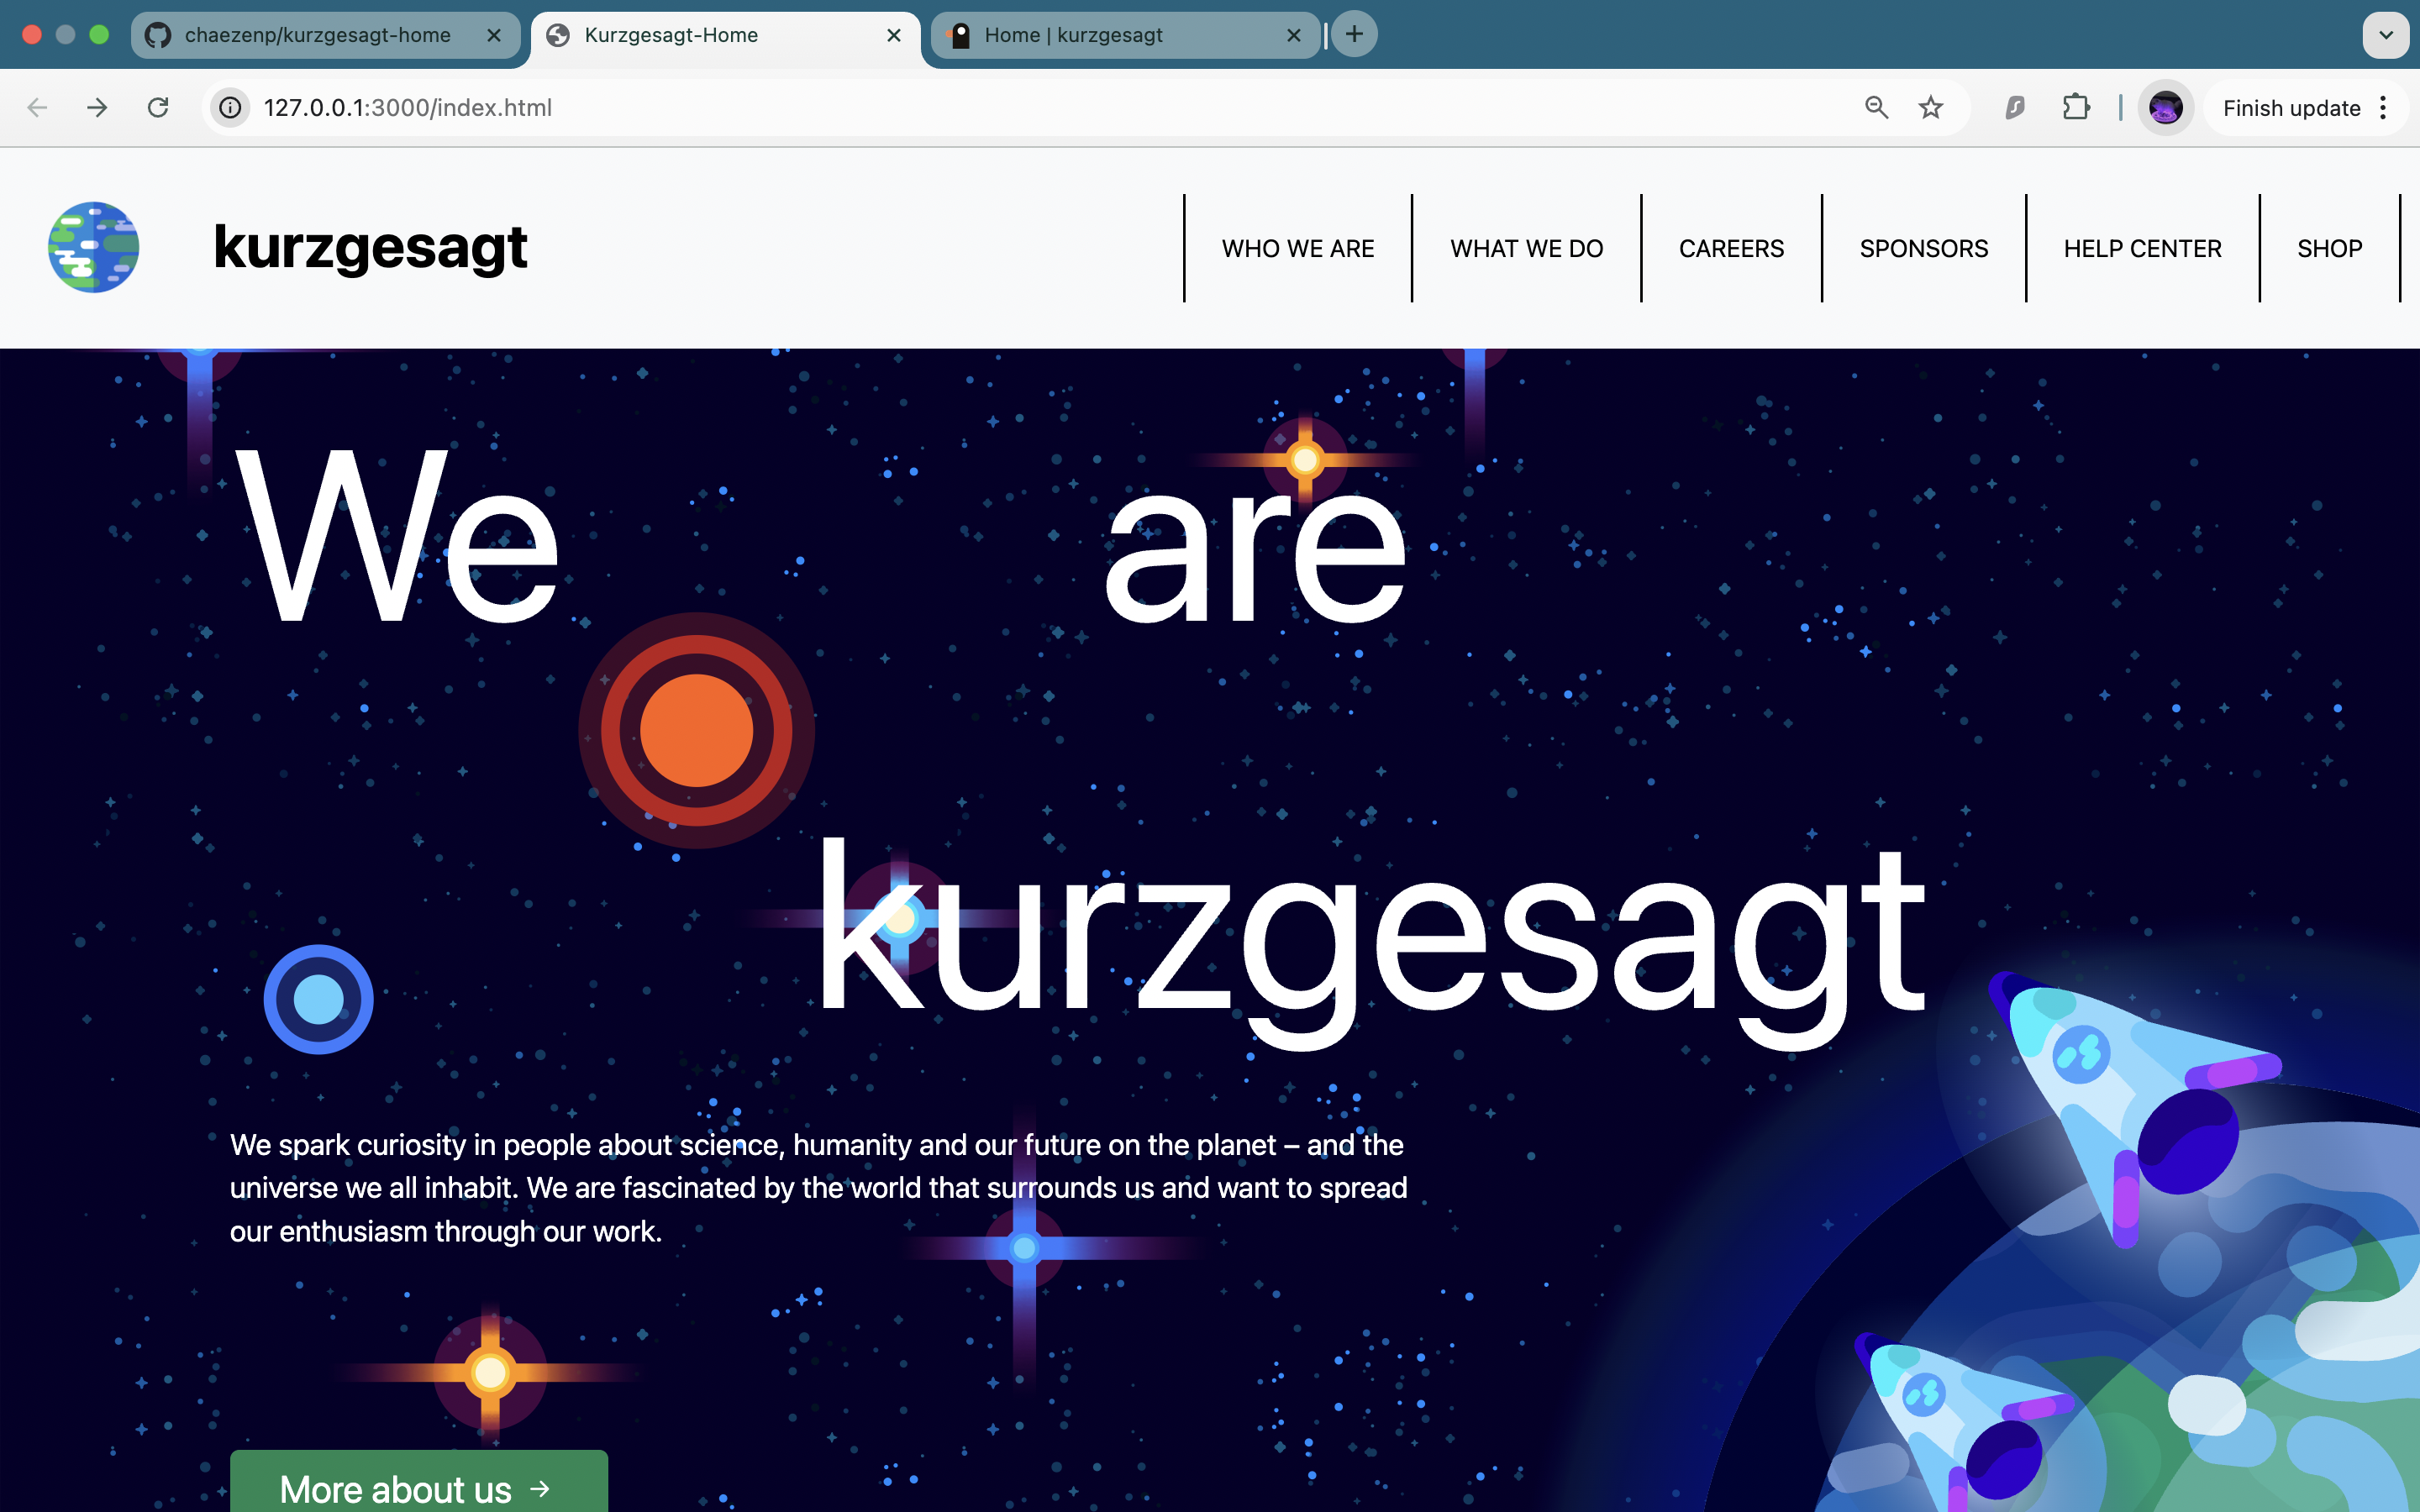 chaezenp/kurzgesagt-home
Kurzgesagt-Home
Home | kurzgesagt
127.0.0.1:3000/index.html
Finish update
kurzgesagt
WHO WE ARE
WHAT WE DO
CAREERS
SPONSORS
HELP CENTER
SHOP
We are
kurzgesagt
We spark curiosity in people about science, humanity and our future on the planet – and the
universe we all inhabit. We are fascinated by the world that surrounds us and want to spread
our enthusiasm through our work.
More about us →